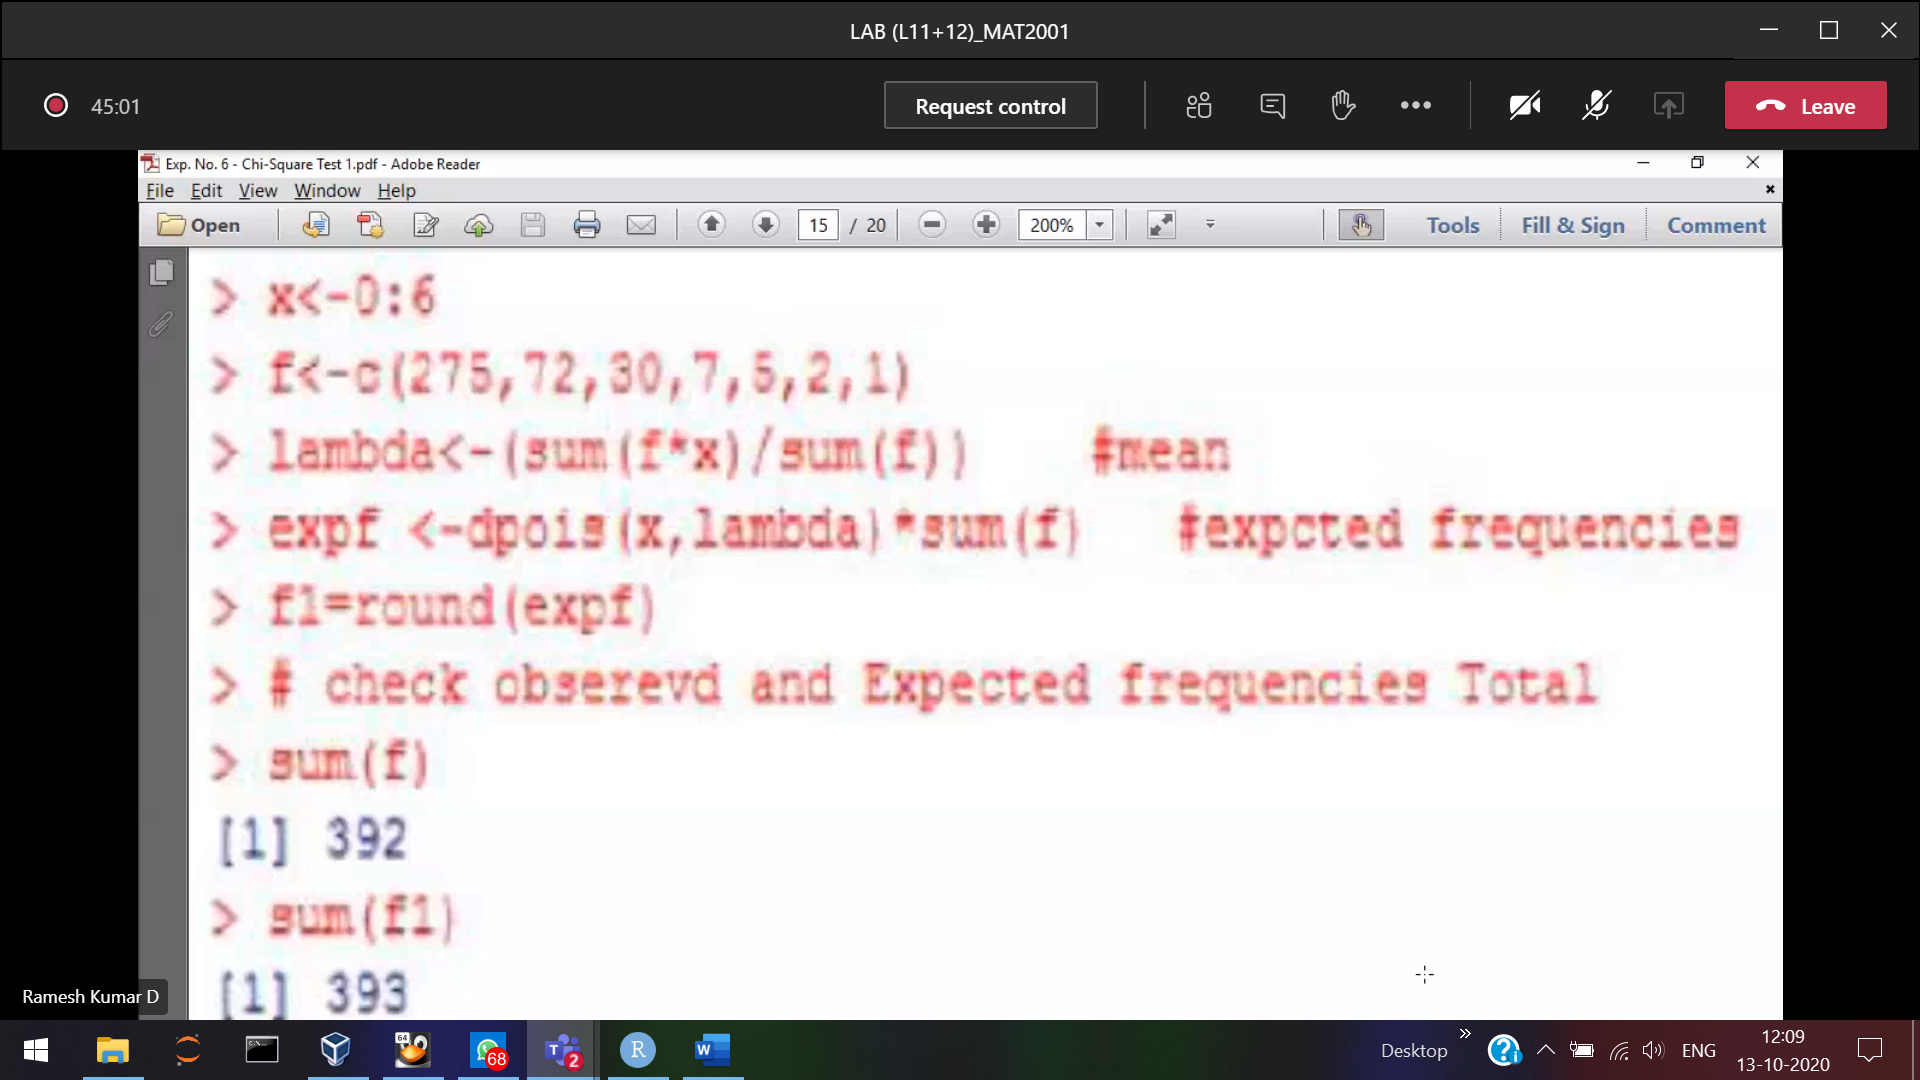 LAB (L11+12)_MAT2001
45:01
Request control
Leave
Exp. No. 6 - Chi-Square Test 1.pdf - Adobe Reader
File Edit View Window Help
Open
15 / 20
200%
Tools
Fill & Sign
Comment
> x<-0:6
> f<-c(275,72,30,7,5,2,1)
> lambda<-(sum(f*x)/sum(f)) #mean
> expf <-dpois(x,lambda)*sum(f) #expcted frequencies
> f1=round(expf)
> # check obserevd and Expected frequencies Total
> sum(f)
[1] 392
> sum(f1)
[1] 393
Ramesh Kumar D
64
68
T
2
R
W
Desktop
ENG
12:09
13-10-2020